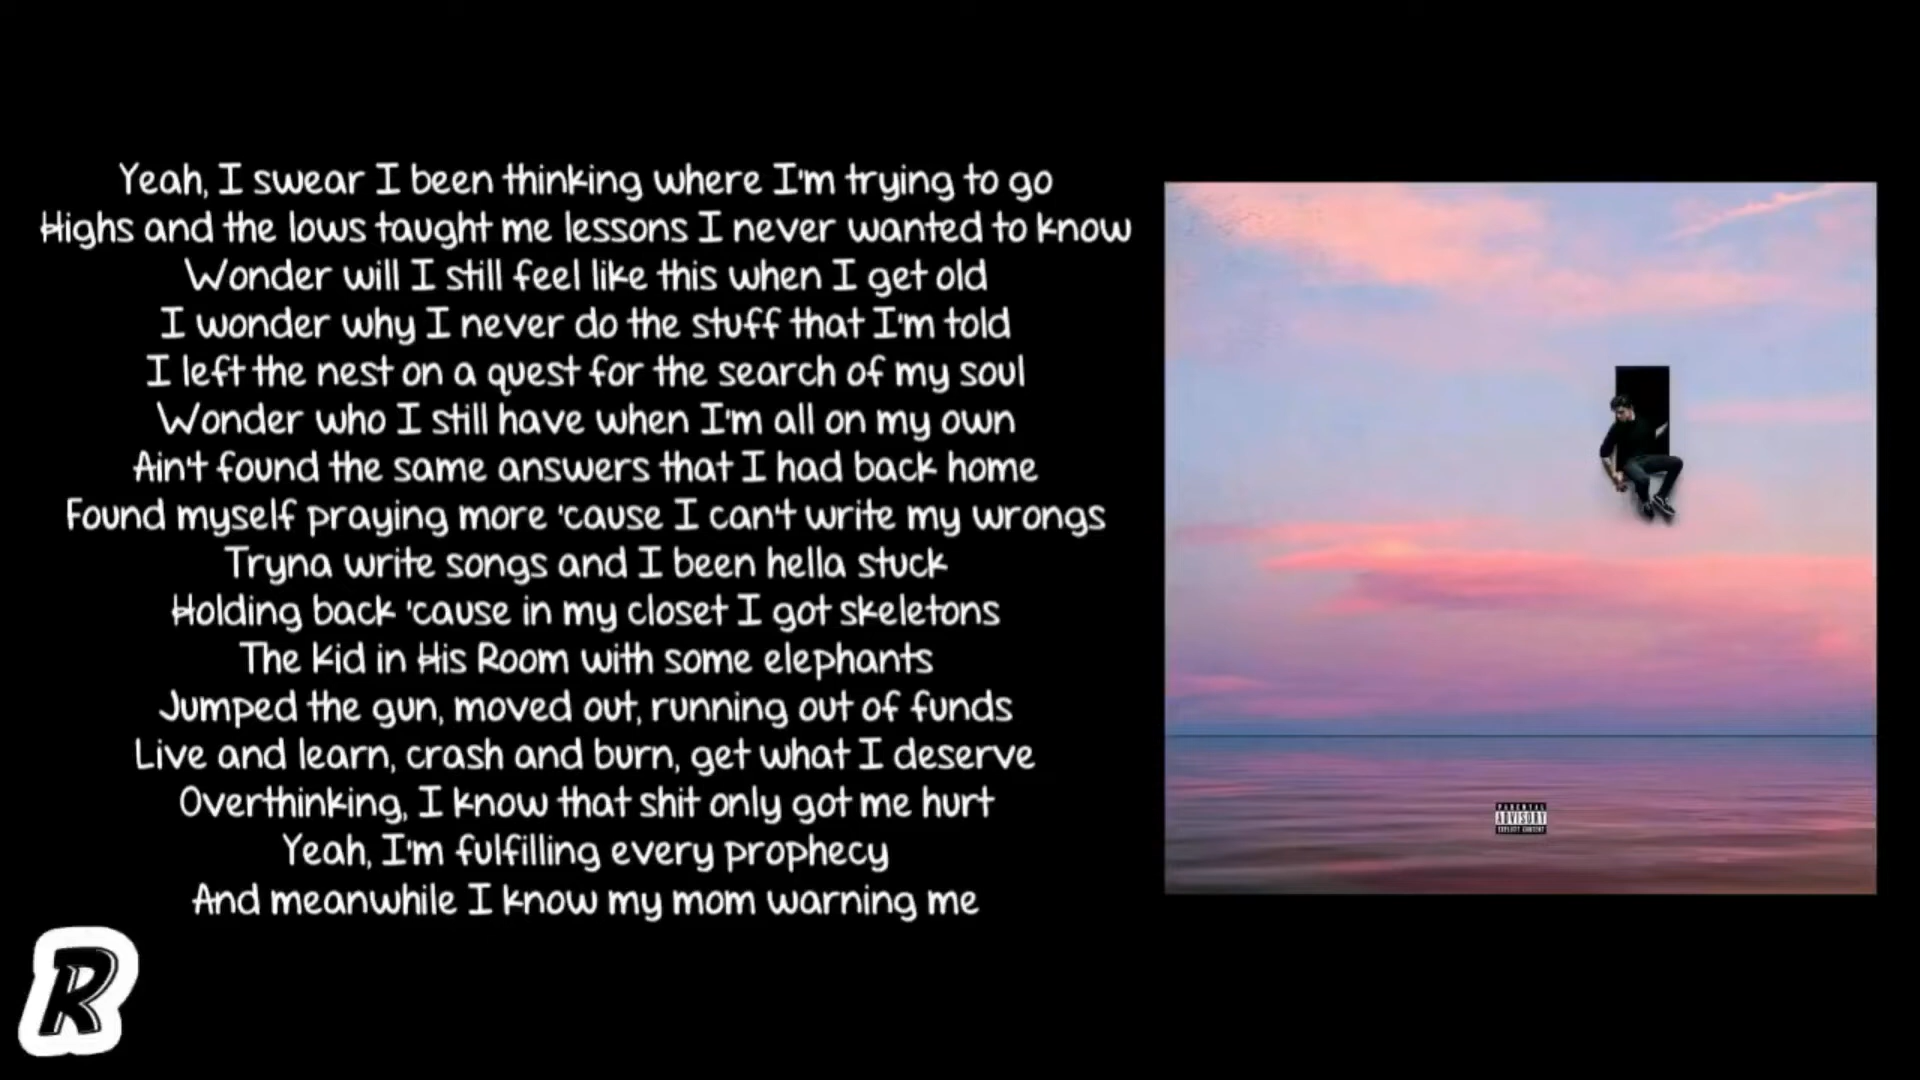 Yeah, I swear I been thinking where I'm trying to go
Highs and the lows taught me lessons I never wanted to know
Wonder will I still feel like this when I get old
I wonder why I never do the stuff that I'm told
I left the nest on a quest for the search of my soul
Wonder who I still have when I'm all on my own
Ain't found the same answers that I had back home
Found myself praying more 'cause I can't write my wrongs
Tryna write songs and I been hella stuck
Holding back 'cause in my closet I got skeletons
The Kid in His Room with some elephants
Jumped the gun, moved out, running out of funds
Live and learn, crash and burn, get what I deserve
Overthinking, I know that shit only got me hurt
Yeah, I'm fulfilling every prophecy
And meanwhile I know my mom warning me
R
PARENTAL
ADVISORY
EXPLICIT CONTENT